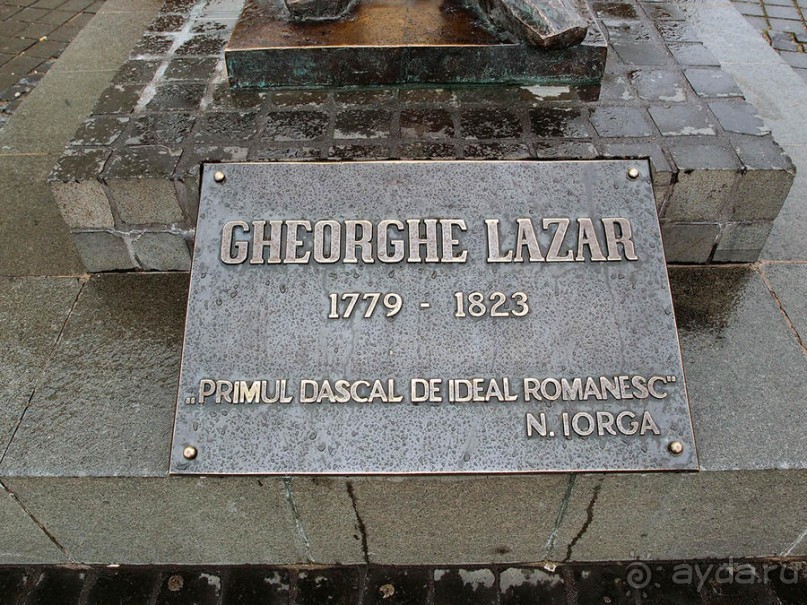 GHEORGHE LAZAR
1779 - 1823
„PRIMUL DASCAL DE IDEAL ROMANESC"
N. IORGA
ayda.ru